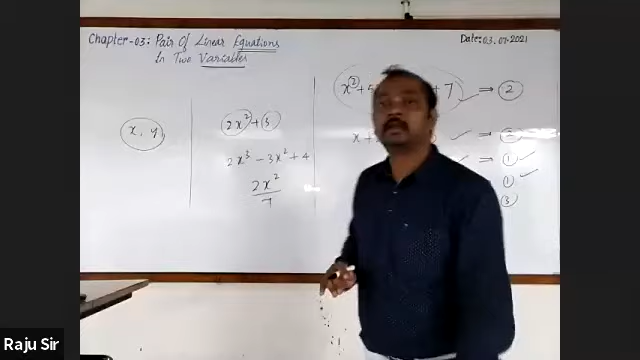 Chapter-03: Pair Of Linear Equations
In Two Variables
Date: 03.07.2021
x, y
2x² + 3
2x³ - 3x² + 4
2x²
7
x² + 5
+ 7
⇒ 2
x +
⇒
⇒ 1
1
3
Raju Sir